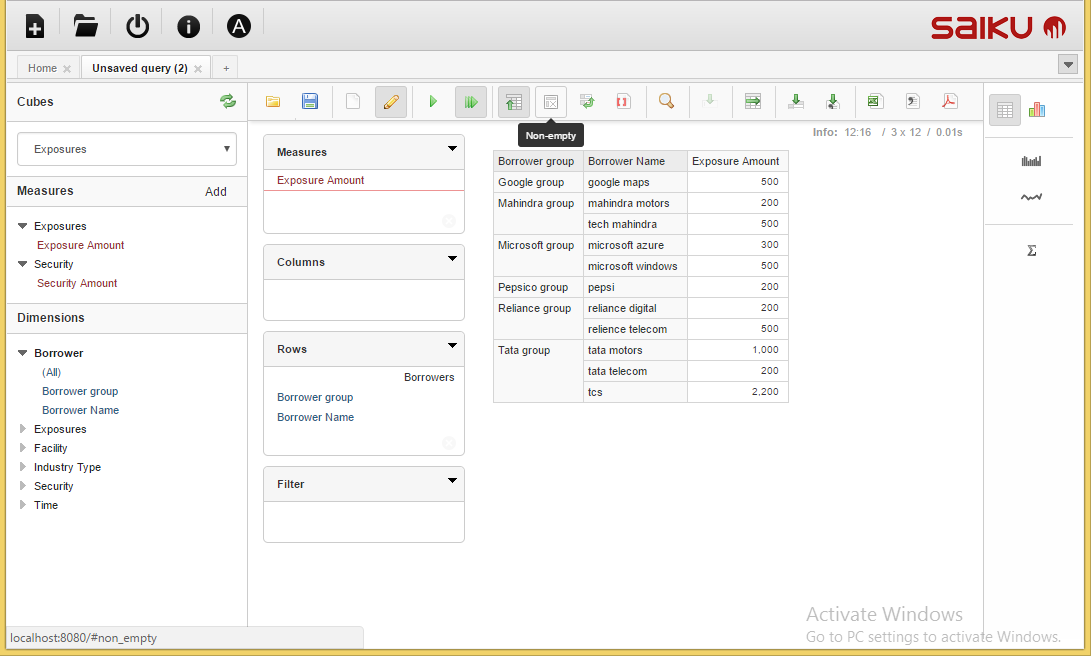 A
saiku
Home
Unsaved query (2)
+
Cubes
Exposures
Measures Add
Exposures
Exposure Amount
Security
Security Amount
Dimensions
Borrower
(All)
Borrower group
Borrower Name
Exposures
Facility
Industry Type
Security
Time
Non-empty
Info: 12:16 / 3 x 12 / 0.01s
Measures
Exposure Amount
Columns
Rows
Borrowers
Borrower group
Borrower Name
Filter
Borrower group Borrower Name Exposure Amount
Google group google maps 500
Mahindra group mahindra motors 200
tech mahindra 500
Microsoft group microsoft azure 300
microsoft windows 500
Pepsico group pepsi 200
Reliance group reliance digital 200
relience telecom 500
Tata group tata motors 1,000
tata telecom 200
tcs 2,200
Σ
Activate Windows
Go to PC settings to activate Windows.
localhost:8080/#non_empty